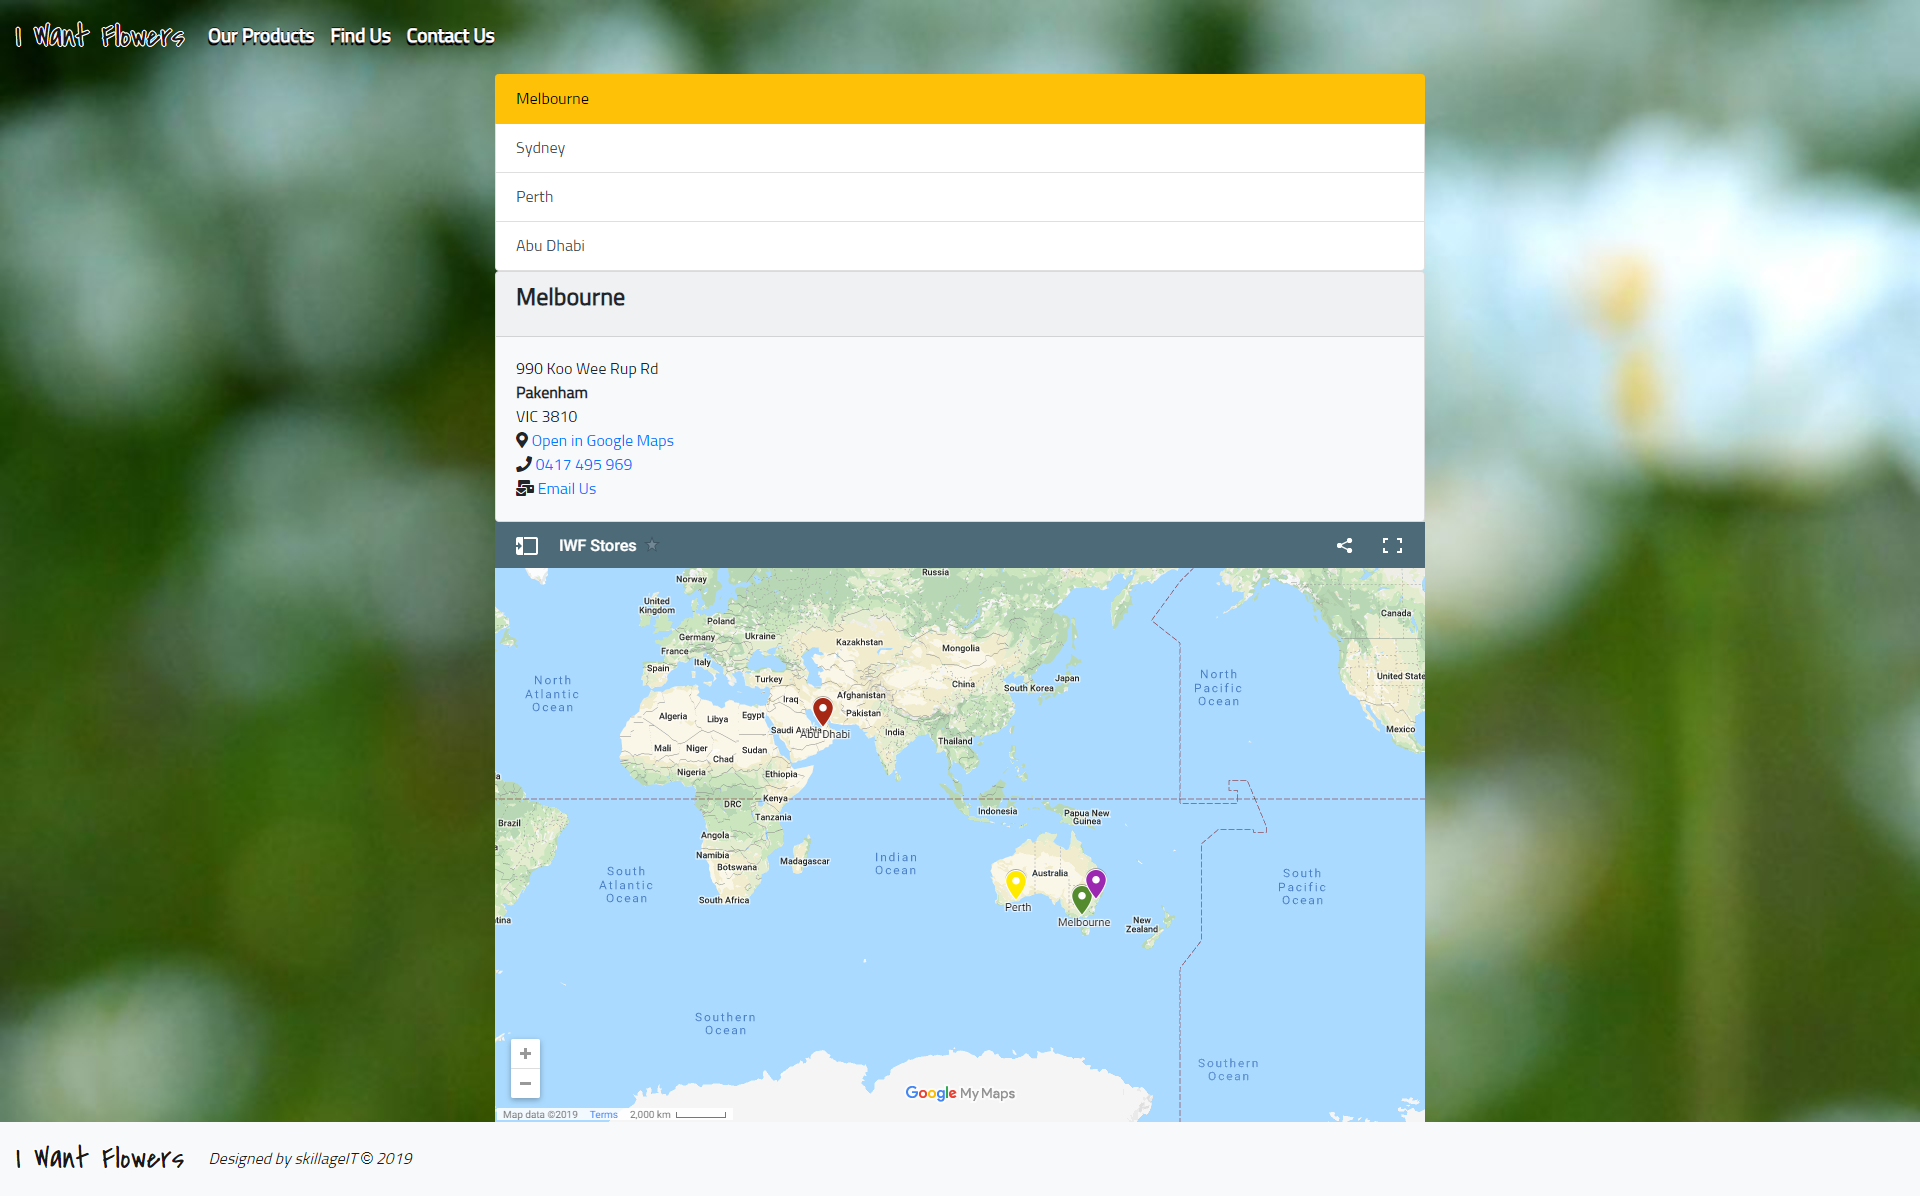 I Want Flowers Our Products Find Us Contact Us
Melbourne
Sydney
Perth
Abu Dhabi
Melbourne
990 Koo Wee Rup Rd
Pakenham
VIC 3810
Open in Google Maps
0417 495 969
Email Us
IWF Stores
Norway
Russia
United
Kingdom
Canada
Poland
Germany
Ukraine
Kazakhstan
Mongolia
France
Italy
Spain
Turkey
China
Japan
South Korea
United State
North
Atlantic
Ocean
North
Pacific
Ocean
Iraq
Afghanistan
Algeria
Libya
Egypt
Pakistan
Saudi Arabia
Abu Dhabi
India
Thailand
Mexico
Mali
Niger
Chad
Sudan
Nigeria
Ethiopia
a
Kenya
DRC
Tanzania
Indonesia
Papua New
Guinea
Brazil
Angola
Namibia
Botswana
Madagascar
Indian
Ocean
Australia
South
Atlantic
Ocean
South
Pacific
Ocean
South Africa
Perth
Melbourne
New
Zealand
tina
Southern
Ocean
Southern
Ocean
+
−
Google My Maps
Map data ©2019 Terms 2,000 km
I Want Flowers Designed by skillageIT © 2019